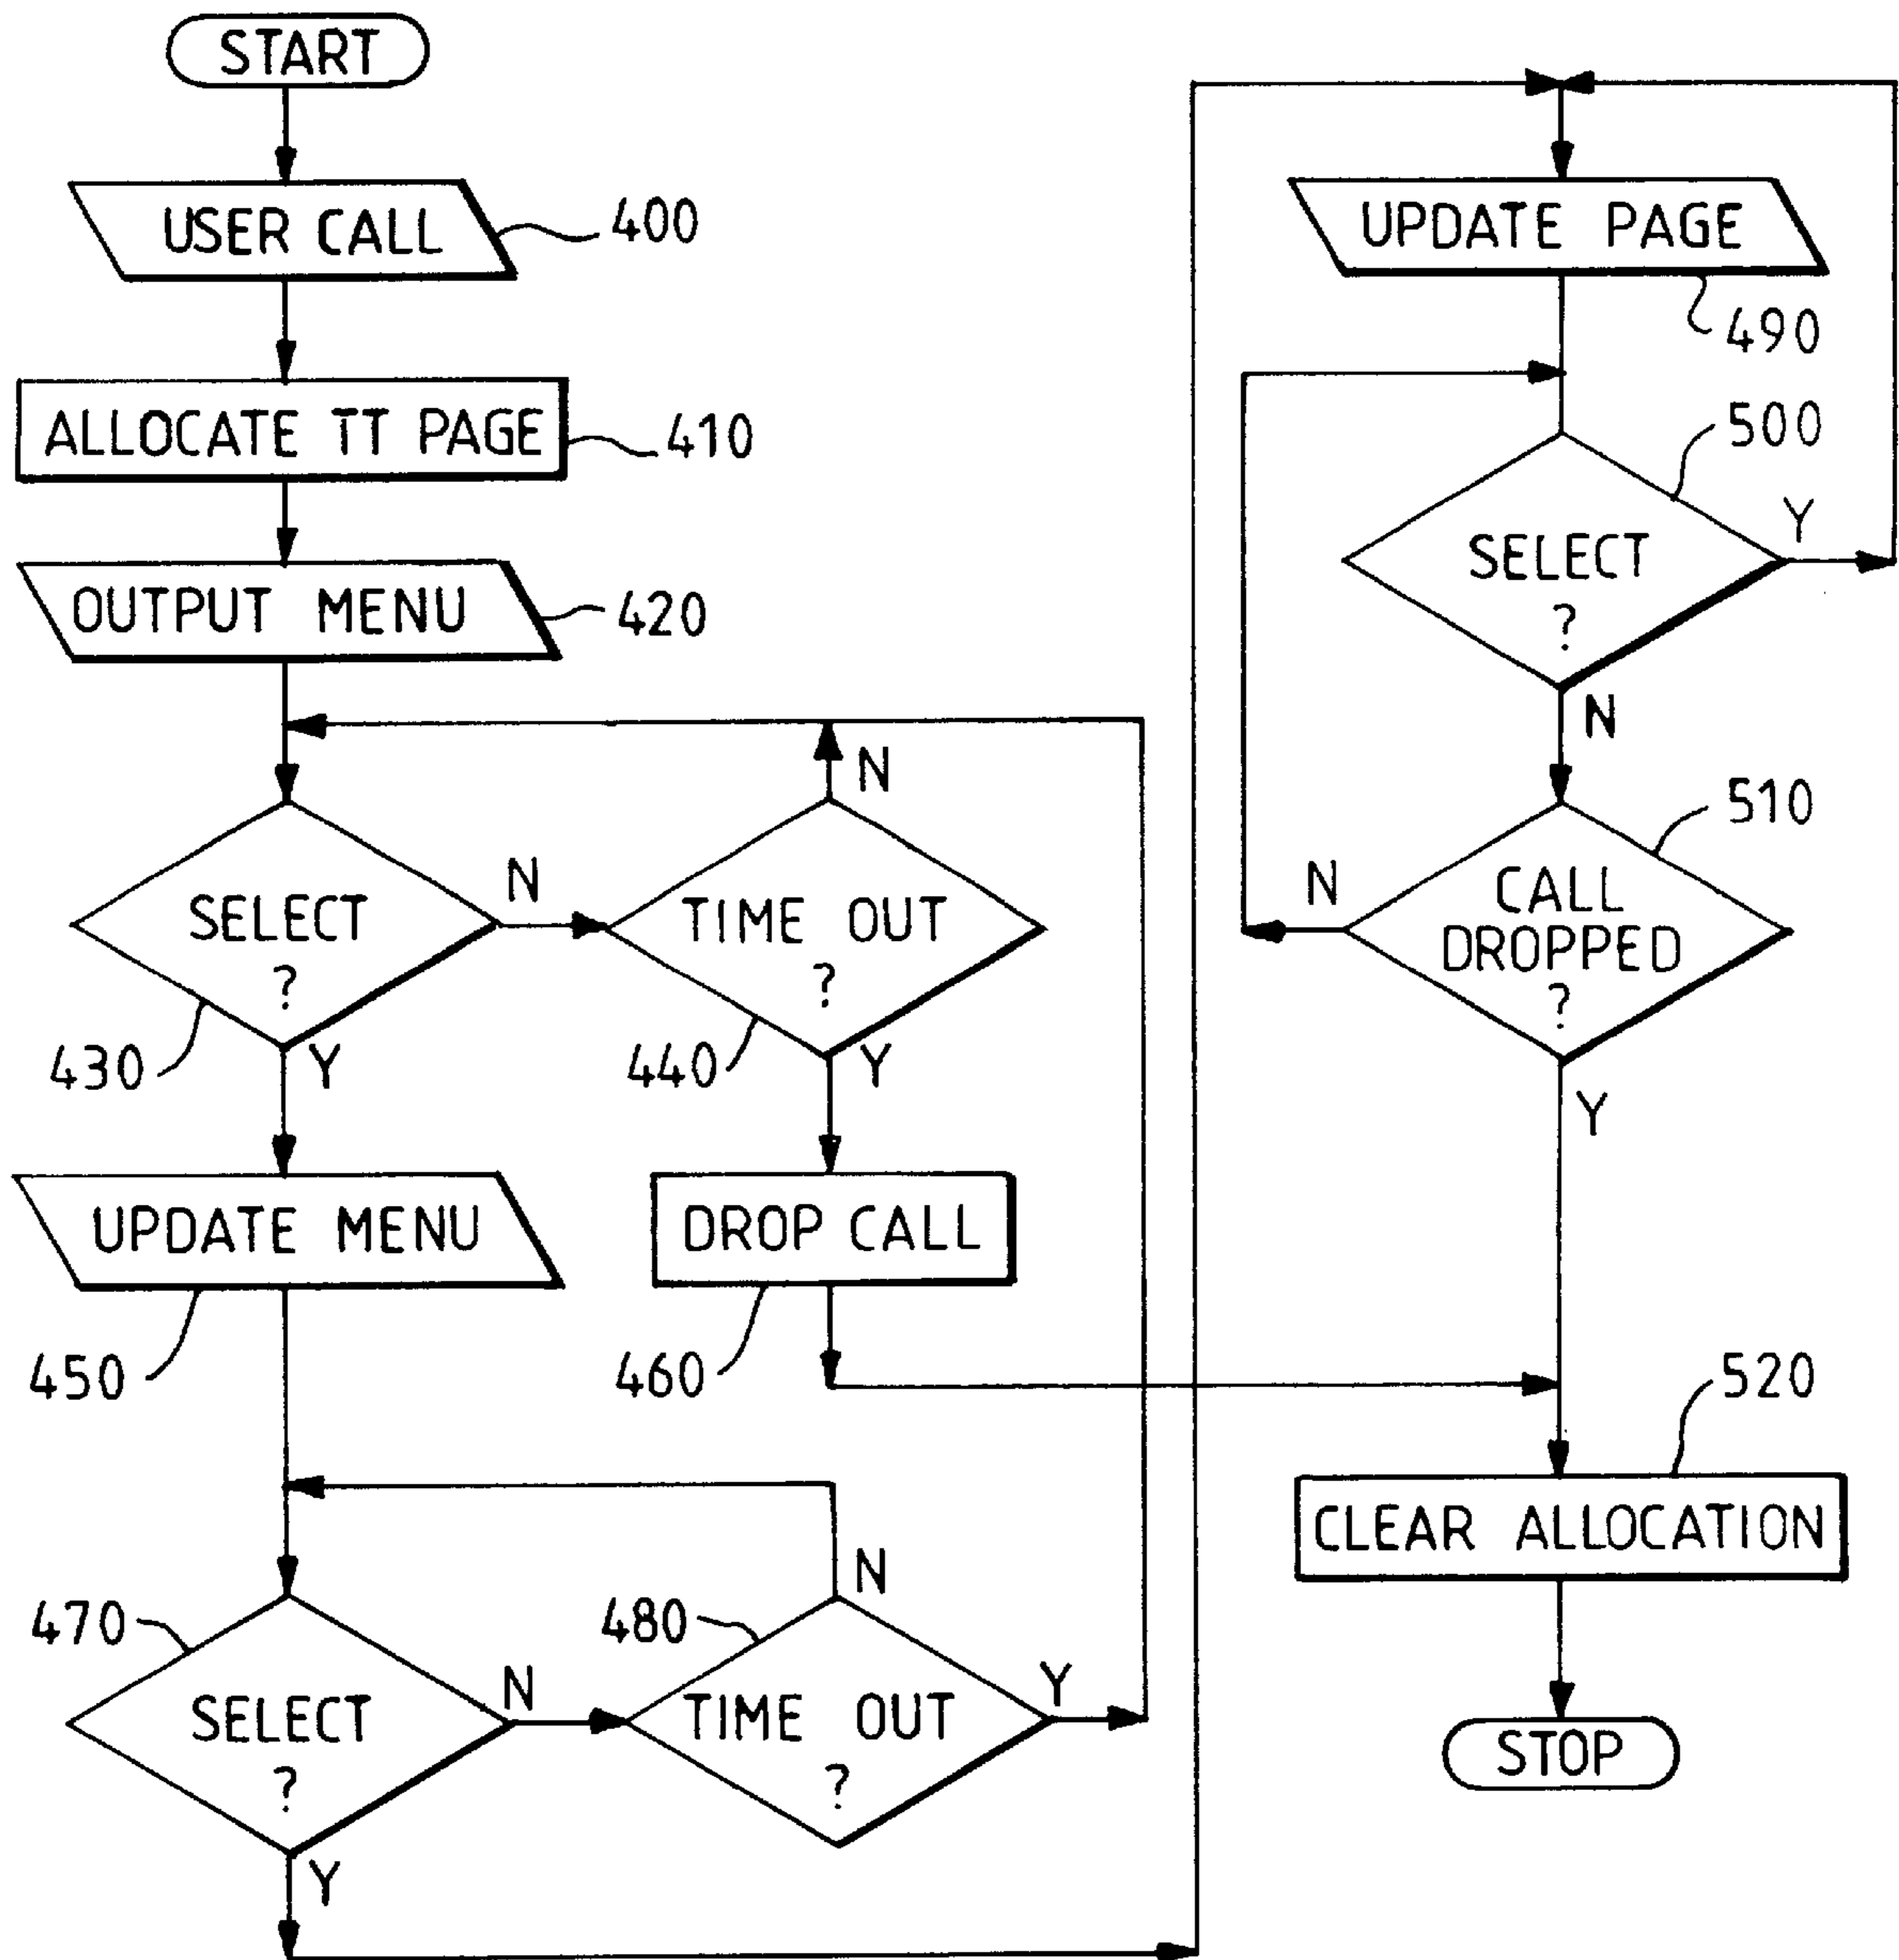 START
USER CALL
400
ALLOCATE TT PAGE
410
OUTPUT MENU
420
SELECT
?
430
N
Y
TIME OUT
?
440
N
Y
UPDATE MENU
450
DROP CALL
460
SELECT
?
470
N
Y
TIME OUT
?
480
N
Y
UPDATE PAGE
490
SELECT
?
500
Y
N
CALL
DROPPED
?
510
N
Y
CLEAR ALLOCATION
520
STOP